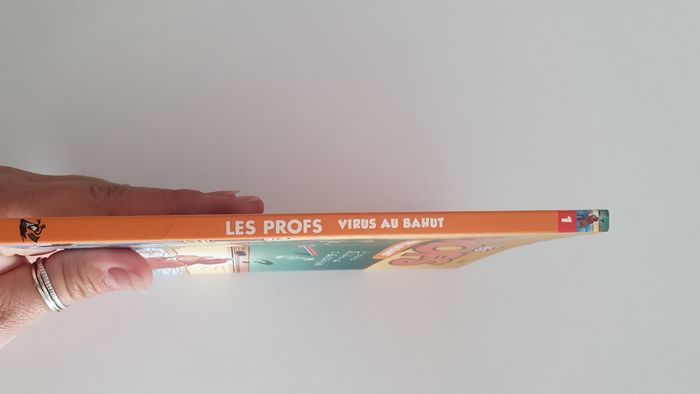 LES PROFS VIRUS AU BAHUT 1